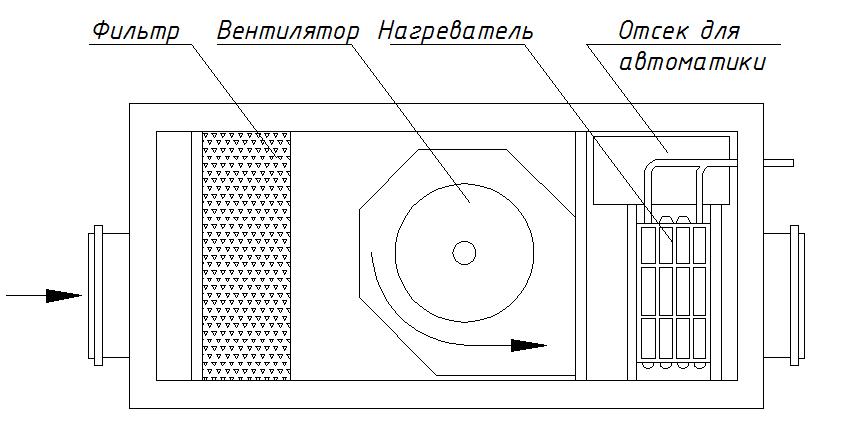 Фильтр
Вентилятор
Нагреватель
Отсек для
автоматики